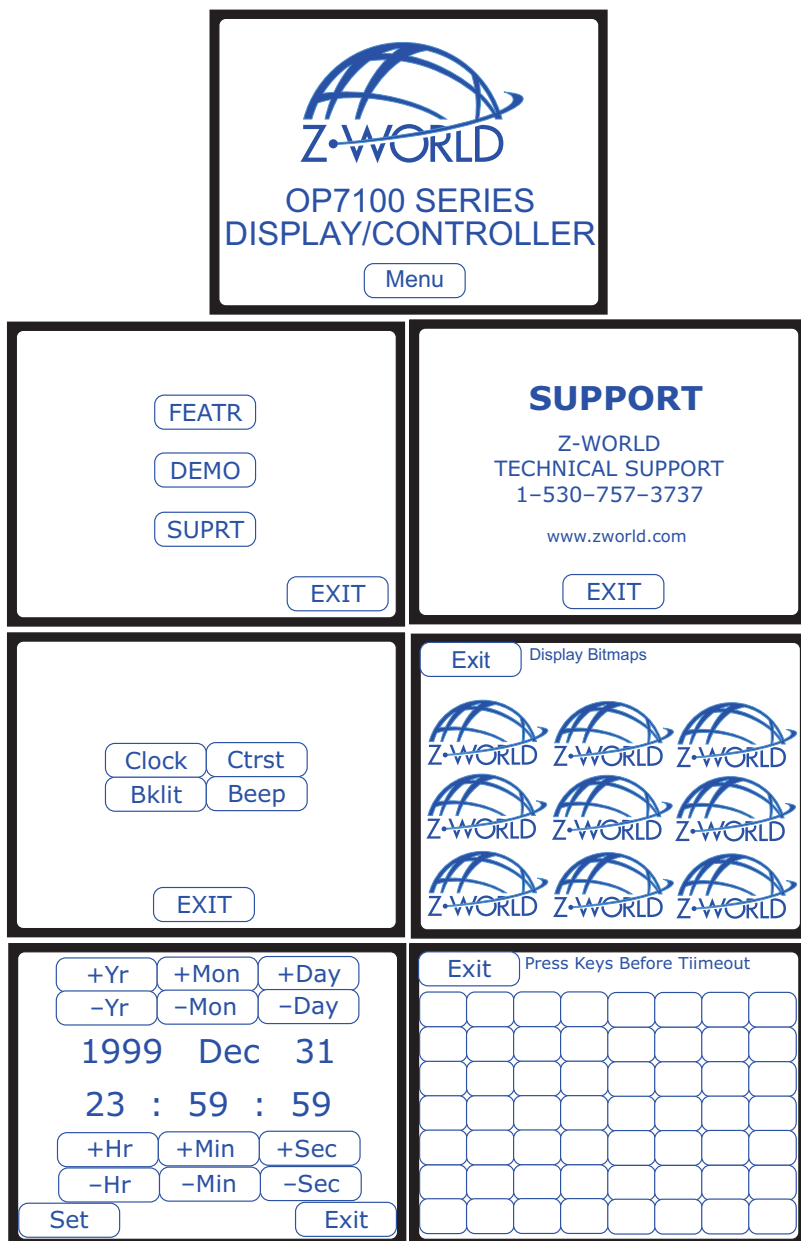 Z•WORLD
OP7100 SERIES
DISPLAY/CONTROLLER
Menu
FEATR
DEMO
SUPRT
EXIT
SUPPORT
Z-WORLD
TECHNICAL SUPPORT
1–530–757–3737
www.zworld.com
EXIT
Clock Ctrst
Bklit Beep
EXIT
Exit Display Bitmaps
Z•WORLD Z•WORLD Z•WORLD
Z•WORLD Z•WORLD Z•WORLD
Z•WORLD Z•WORLD Z•WORLD
+Yr +Mon +Day
–Yr –Mon –Day
1999 Dec 31
23 : 59 : 59
+Hr +Min +Sec
–Hr –Min –Sec
Set Exit
Exit Press Keys Before Tiimeout